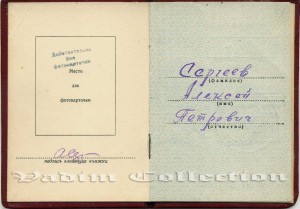 Действительно
без
фотокарточки
Место
для
фотокарточки
подпись владельца книжки
Сергеев
(фамилия)
Алексей
(имя)
Петрович
(отчество)
Vadim Collection